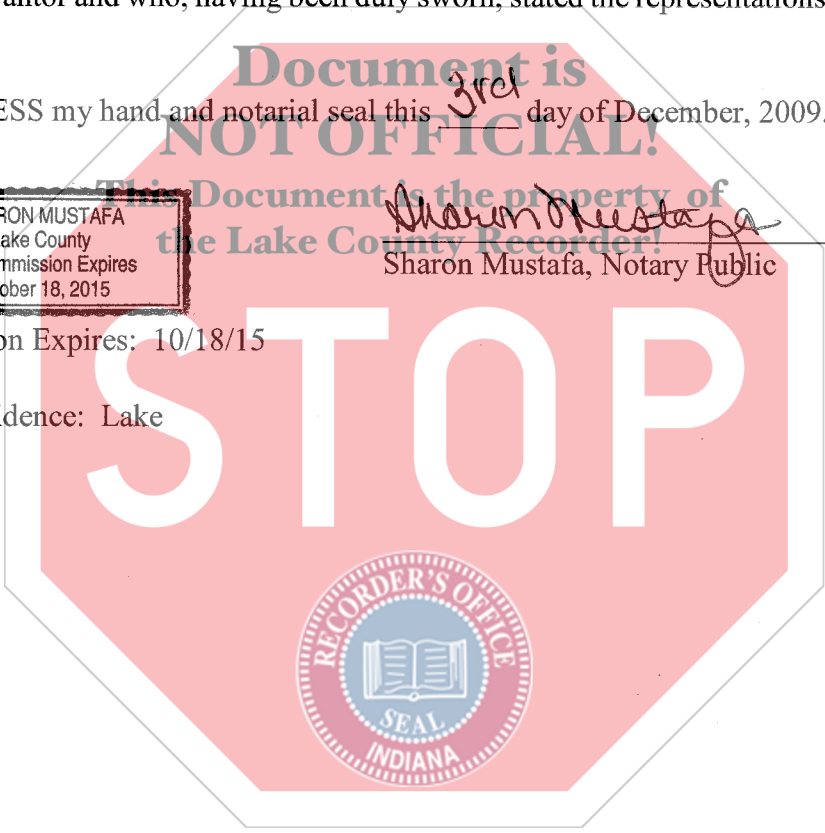 antor and who, having been duly sworn, stated the representations
Document is
ESS my hand and notarial seal this 3rd day of December, 2009.
NOT OFFICIAL!
This Document is the property of
the Lake County Recorder!
RON MUSTAFA
ake County
mmission Expires
ober 18, 2015
Sharon Mustafa
Sharon Mustafa, Notary Public
on Expires: 10/18/15
idence: Lake
STOP
RECORDER'S OFFICE
SEAL
INDIANA